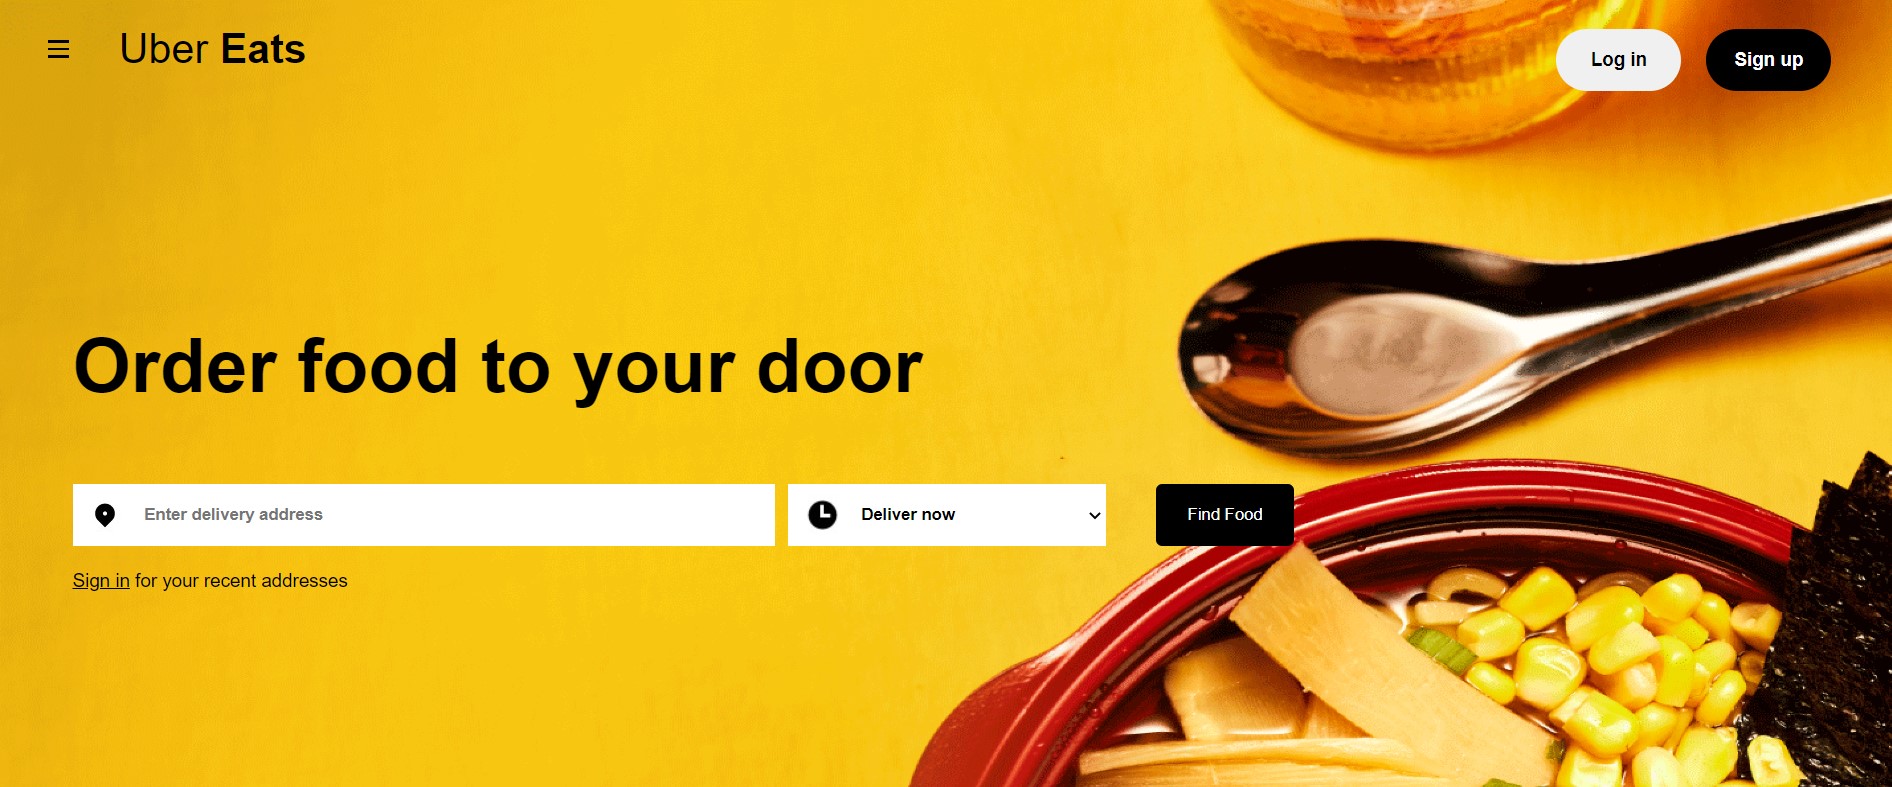 Uber Eats
Log in
Sign up
Order food to your door
Enter delivery address
Deliver now
Find Food
Sign in for your recent addresses